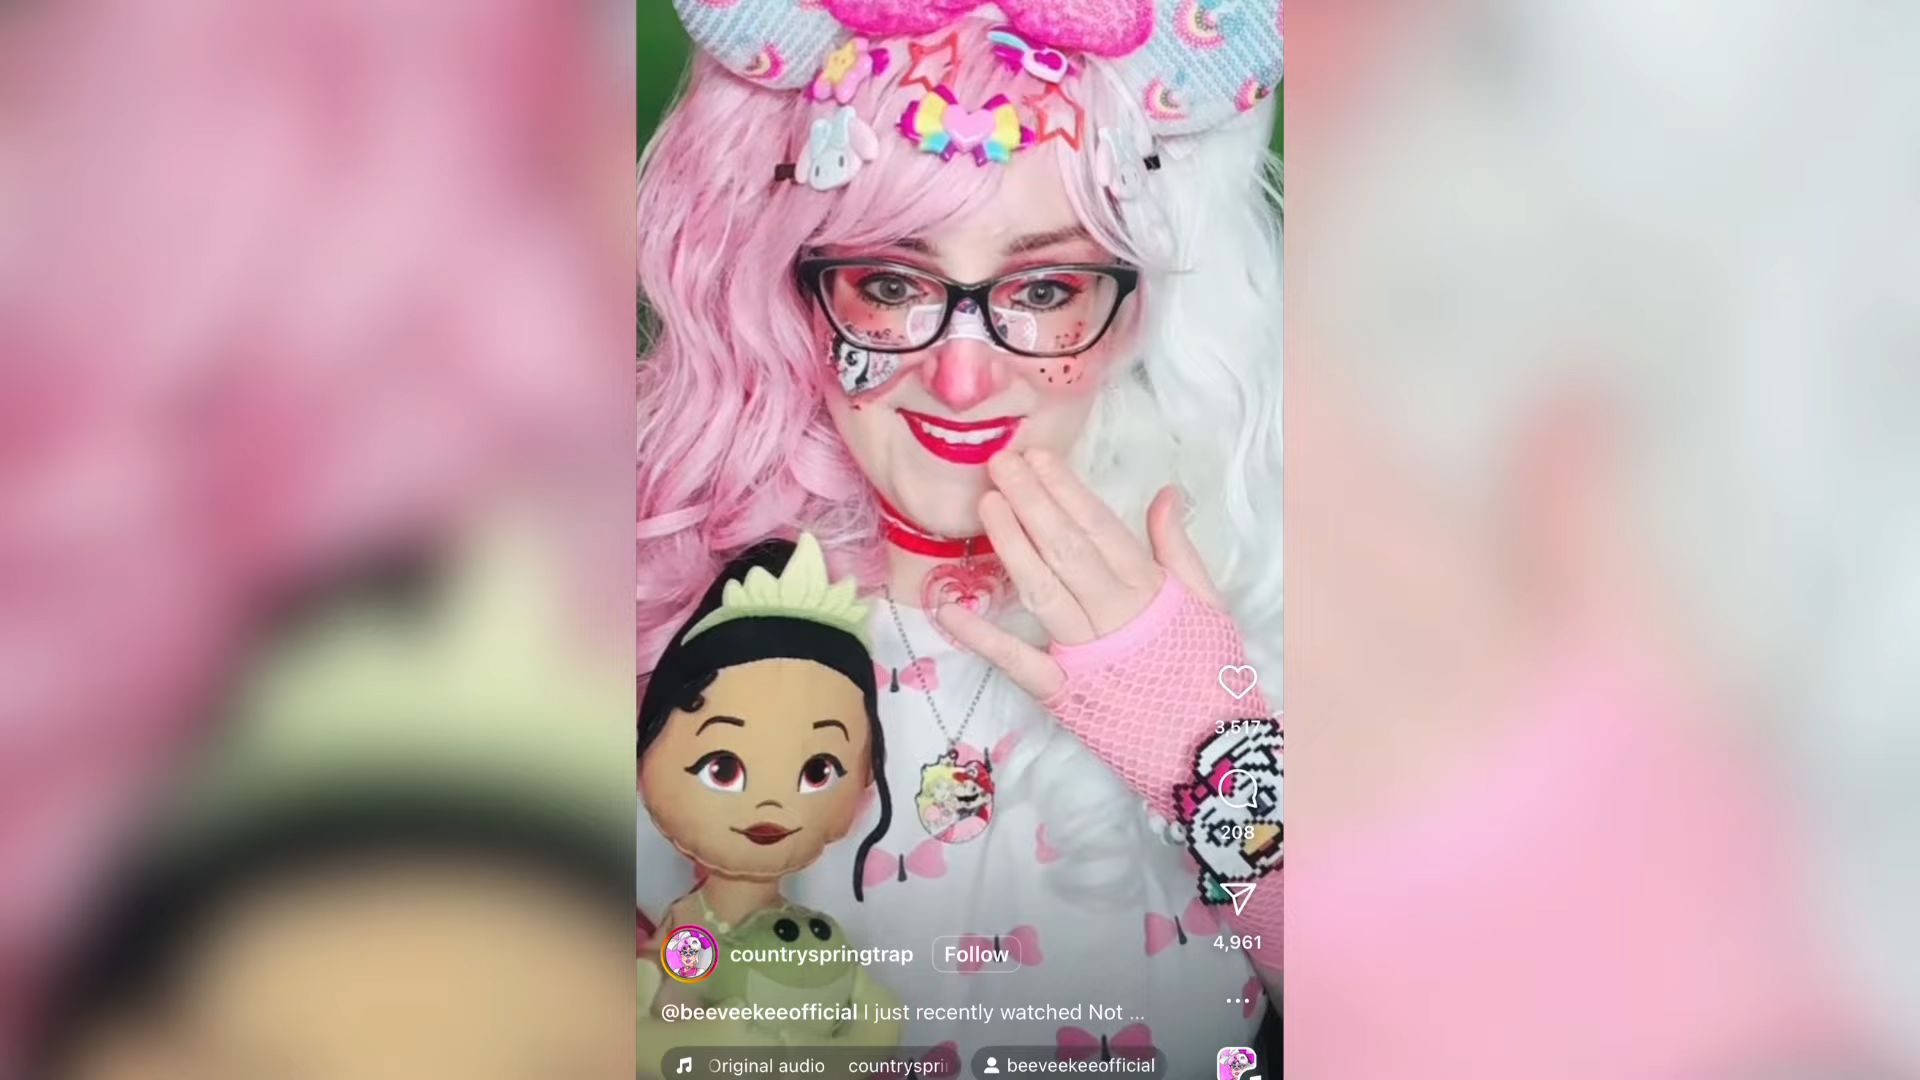 3,517
208
4,961
countryspringtrap Follow
@beeveekeeofficial I just recently watched Not ...
Original audio countryspri
beeveekeeofficial